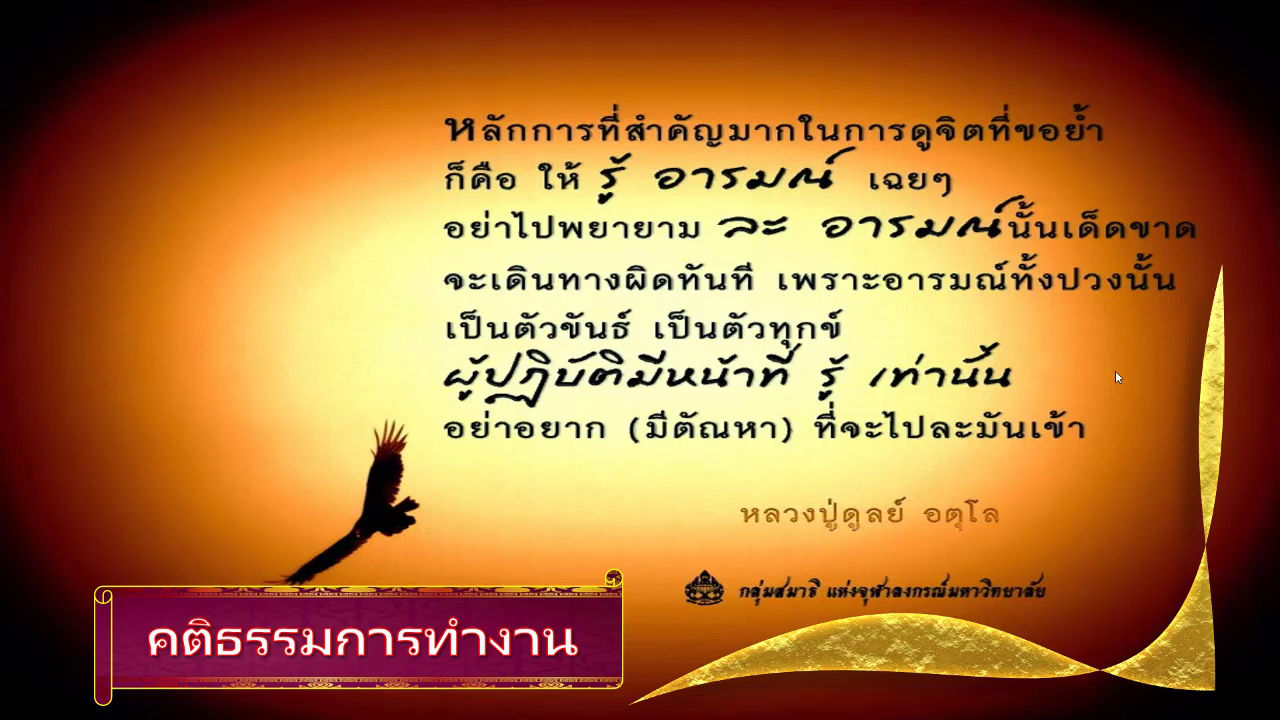 หลักการที่สำคัญมากในการดูจิตที่ขอย้ำ
ก็คือ ให้ รู้ อารมณ์ เฉยๆ
อย่าไปพยายาม ละ อารมณ์นั้นเด็ดขาด
จะเดินทางผิดทันที เพราะอารมณ์ทั้งปวงนั้น
เป็นตัวขันธ์ เป็นตัวทุกข์
ผู้ปฏิบัติมีหน้าที่ รู้ เท่านั้น
อย่าอยาก (มีตัณหา) ที่จะไปละมันเข้า
หลวงปู่ดูลย์ อตุโล
กลุ่มสมาธิ แห่งจุฬาลงกรณ์มหาวิทยาลัย
คติธรรมการทำงาน